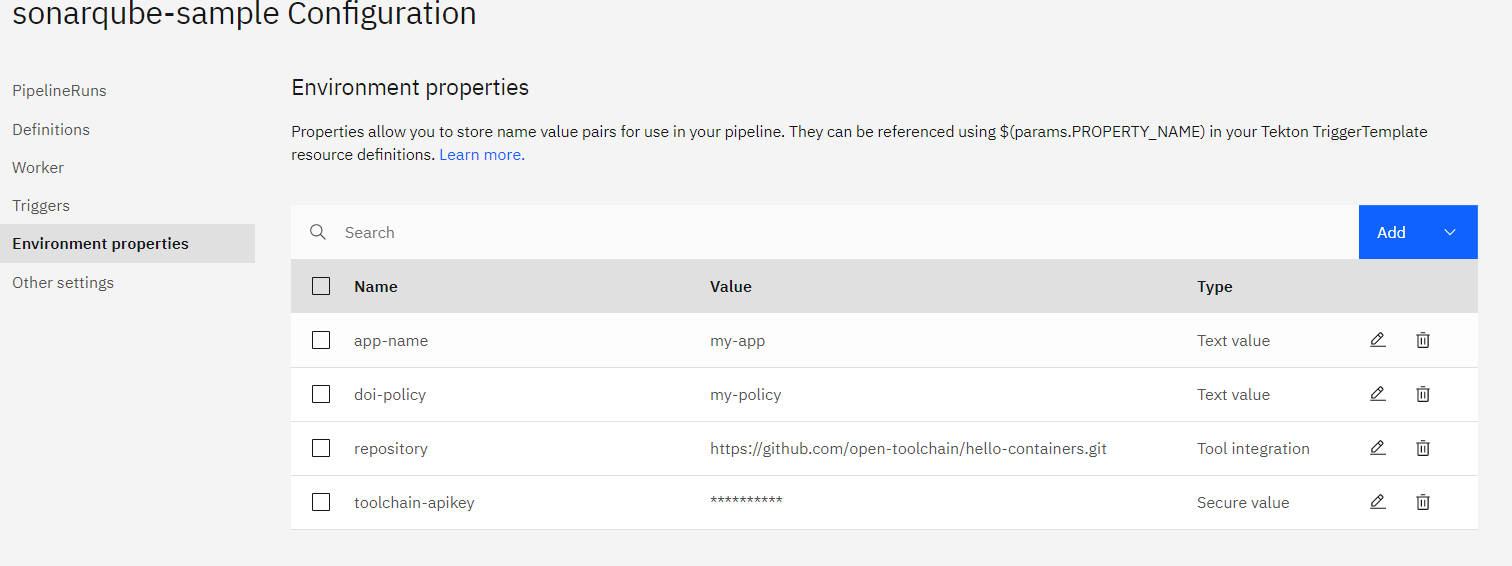 sonarqube-sample Configuration
PipelineRuns
Definitions
Worker
Triggers
Environment properties
Other settings
Environment properties
Properties allow you to store name value pairs for use in your pipeline. They can be referenced using $(params.PROPERTY_NAME) in your Tekton TriggerTemplate
resource definitions. Learn more.
Search
Add
Name Value Type
app-name my-app Text value
doi-policy my-policy Text value
repository https://github.com/open-toolchain/hello-containers.git Tool integration
toolchain-apikey ********** Secure value